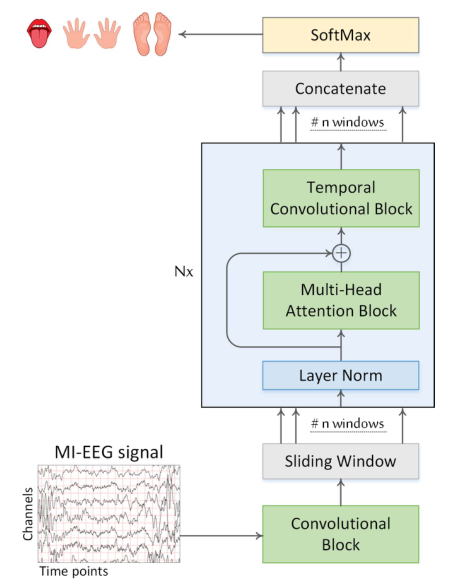 SoftMax
Concatenate
# n windows
Temporal
Convolutional Block
Nx
Multi-Head
Attention Block
Layer Norm
# n windows
MI-EEG signal
Sliding Window
Channels
Convolutional
Block
Time points